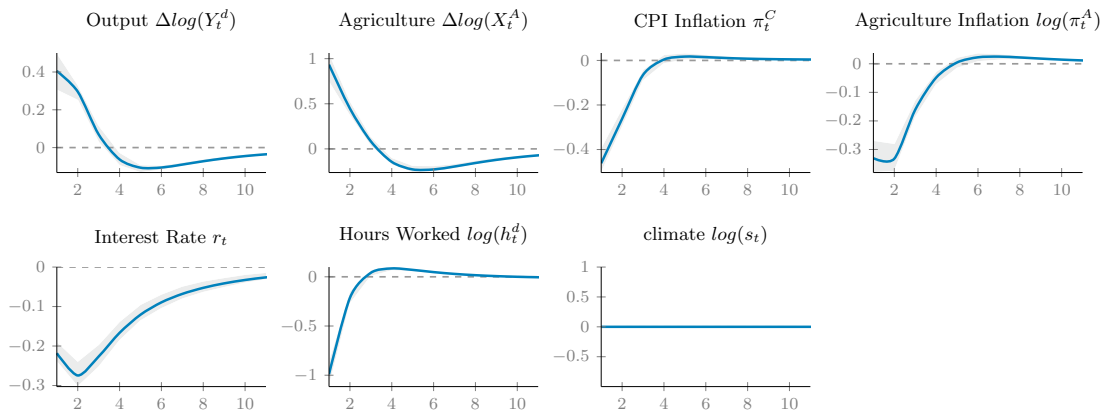 Output Δlog(Y_t^d)
0.4
0.2
0
2 4 6 8 10
Agriculture Δlog(X_t^A)
1
0.5
0
2 4 6 8 10
CPI Inflation π_t^C
0
−0.2
−0.4
2 4 6 8 10
Agriculture Inflation log(π_t^A)
0
−0.1
−0.2
−0.3
2 4 6 8 10
Interest Rate r_t
0
−0.1
−0.2
−0.3
2 4 6 8 10
Hours Worked log(h_t^d)
0
−0.5
−1
2 4 6 8 10
climate log(s_t)
1
0.5
0
−0.5
2 4 6 8 10